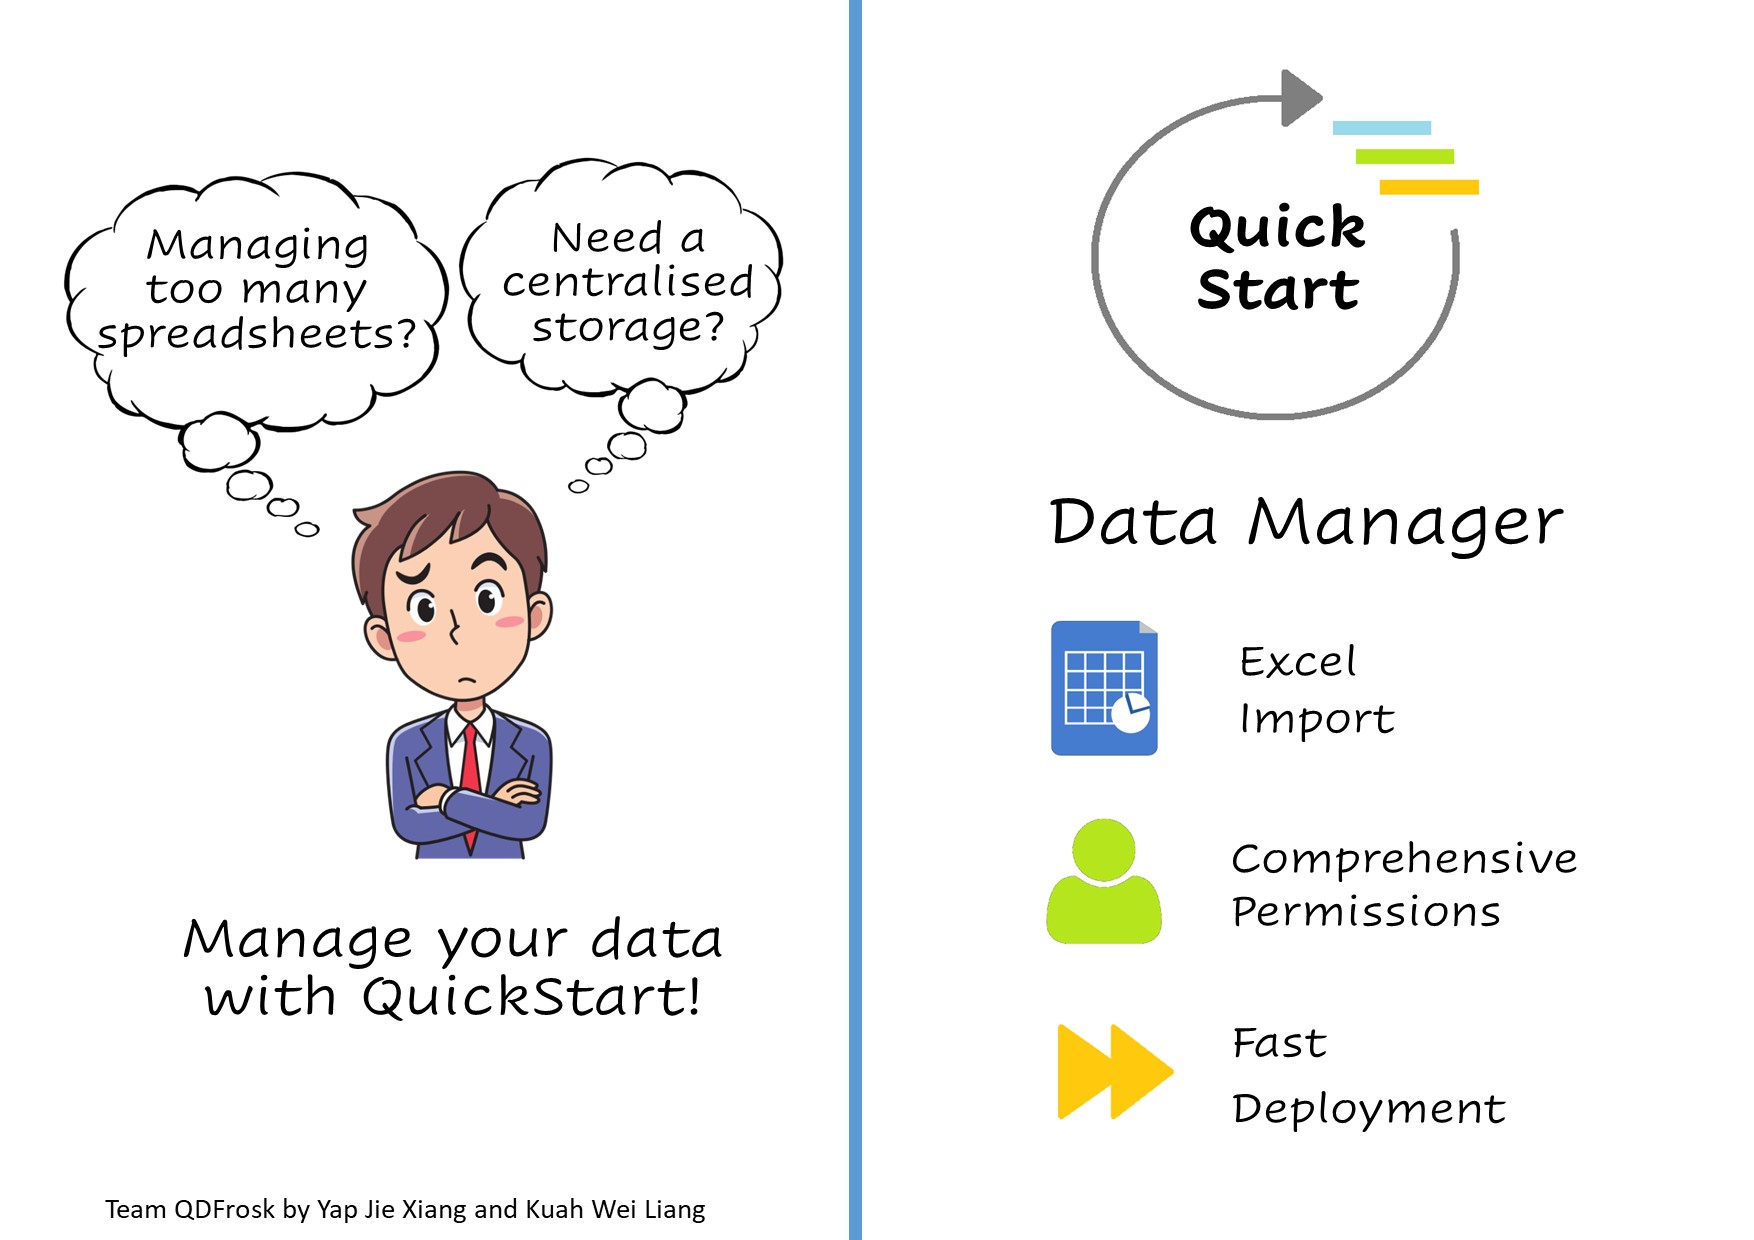 Managing
too many
spreadsheets?
Need a
centralised
storage?
Manage your data
with QuickStart!
Team QDFrosk by Yap Jie Xiang and Kuah Wei Liang
Quick
Start
Data Manager
Excel
Import
Comprehensive
Permissions
Fast
Deployment